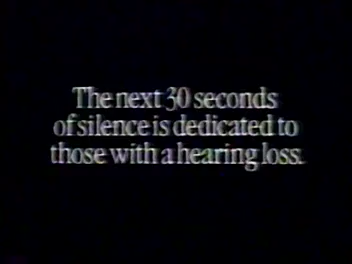 The next 30 seconds
of silence is dedicated to
those with a hearing loss.